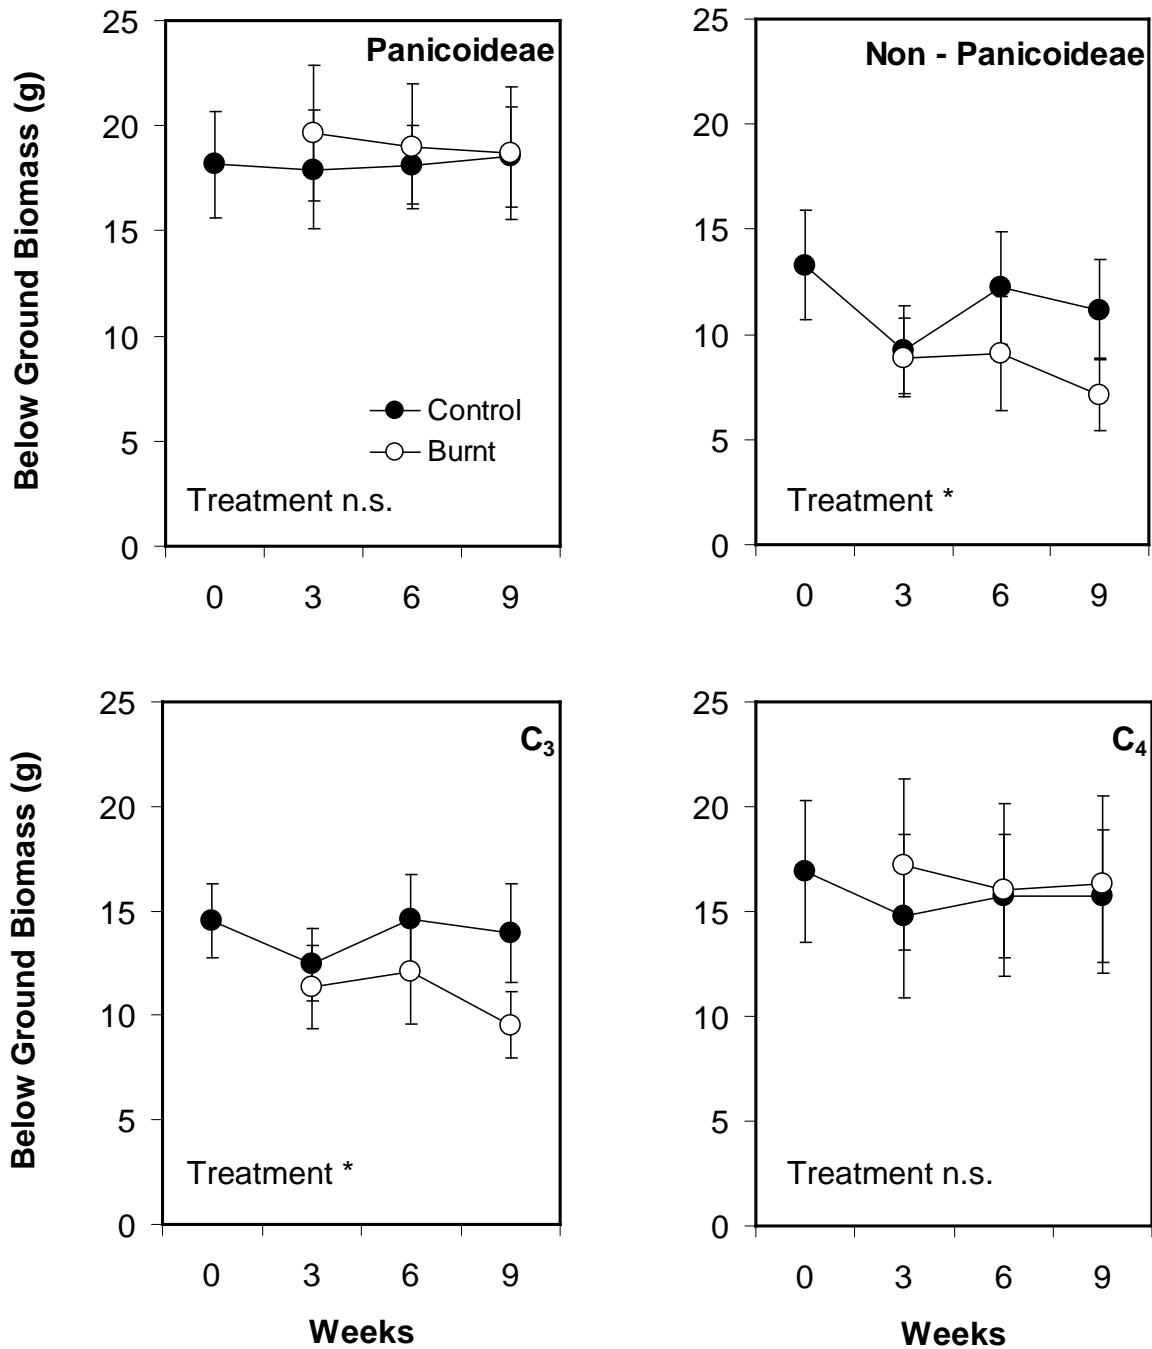 Below Ground Biomass (g)
25
20
15
10
5
0
Panicoideae
Control
Burnt
Treatment n.s.
0 3 6 9
25
20
15
10
5
0
Non - Panicoideae
Treatment *
0 3 6 9
Below Ground Biomass (g)
25
20
15
10
5
0
C₃
Treatment *
0 3 6 9
Weeks
25
20
15
10
5
0
C₄
Treatment n.s.
0 3 6 9
Weeks